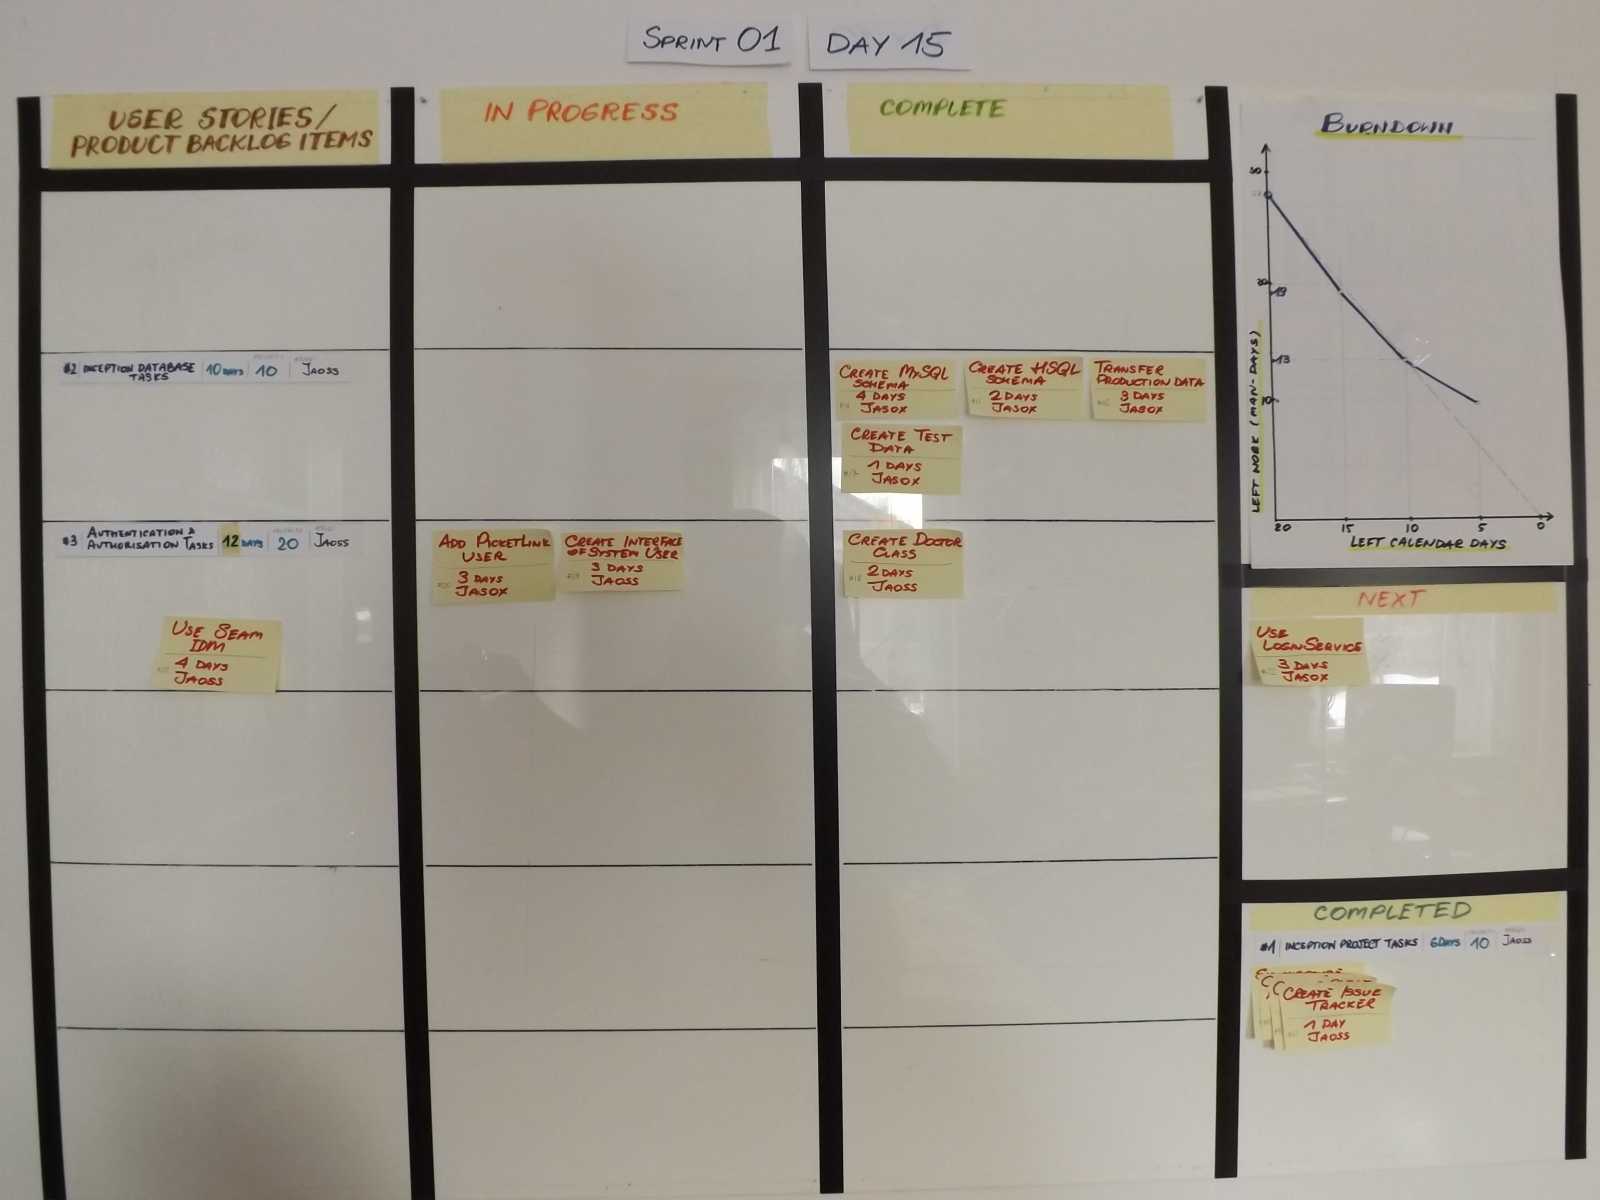 SPRINT 01
DAY 15
USER STORIES/
PRODUCT BACKLOG ITEMS
IN PROGRESS
COMPLETE
#2 INCEPTION DATABASE TASKS 10 DAYS 10 JAOSS
CREATE MYSQL
SCHEMA
4 DAYS
JASOX
CREATE HSQL
SCHEMA
2 DAYS
JASOX
TRANSFER
PRODUCTION DATA
3 DAYS
JASOX
CREATE TEST
DATA
1 DAYS
JASOX
#3 AUTHENTICATION &
AUTHORISATION TASKS 12 DAYS 20 JAOSS
USE SEAM
IDM
4 DAYS
JAOSS
ADD PICKETLINK
USER
3 DAYS
JASOX
CREATE INTERFACE
OF SYSTEM USER
3 DAYS
JAOSS
CREATE DOCTOR
CLASS
2 DAYS
JAOSS
BURNDOWN
LEFT WORK (MAN-DAYS)
20
19
13
10
20 15 10 5 0
LEFT CALENDAR DAYS
NEXT
USE
LOGINSERVICE
3 DAYS
JASOX
COMPLETED
#1 INCEPTION PROJECT TASKS 6 DAYS 10 JAOSS
CREATE ISSUE
TRACKER
1 DAY
JAOSS